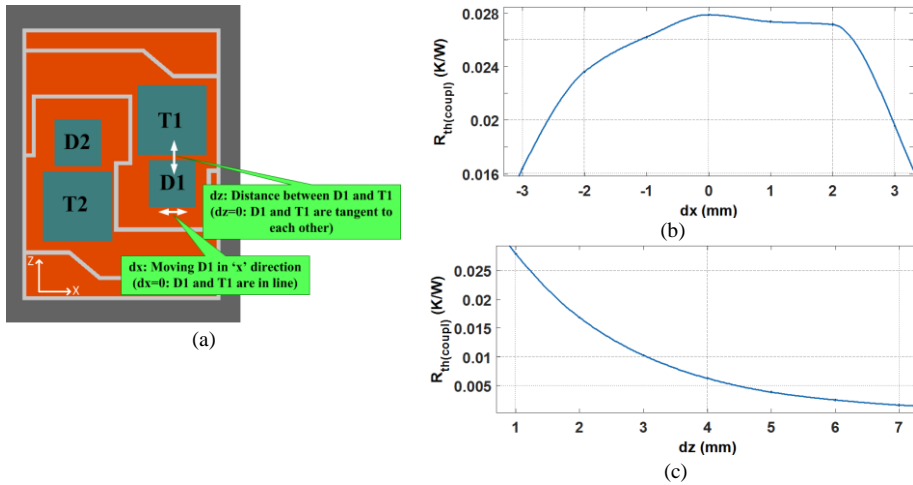 T1
D2
D1
T2
dz: Distance between D1 and T1
(dz=0: D1 and T1 are tangent to
each other)
dx: Moving D1 in ‘x’ direction
(dx=0: D1 and T1 are in line)
Z
X
(a)
R th(coupl) (K/W)
0.028
0.024
0.02
0.016
-3 -2 -1 0 1 2 3
dx (mm)
(b)
R th(coupl) (K/W)
0.025
0.02
0.015
0.01
0.005
1 2 3 4 5 6 7
dz (mm)
(c)